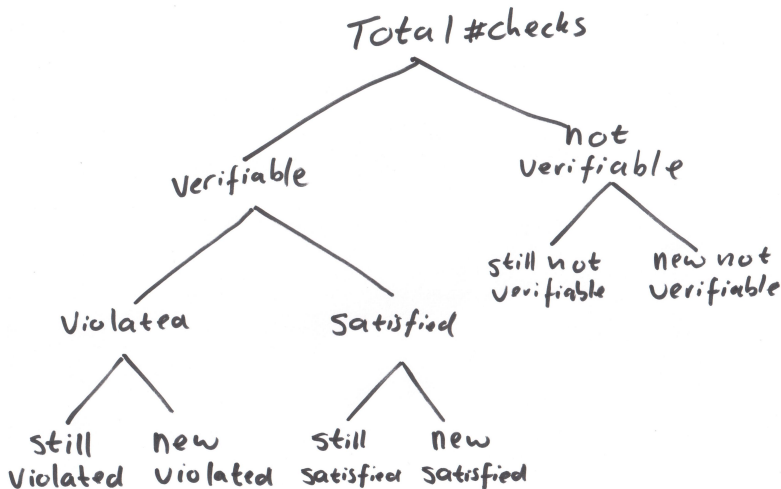 Total #checks
not
verifiable
verifiable
still not
verifiable
new not
verifiable
violated
satisfied
still
violated
new
violated
still
satisfied
new
satisfied